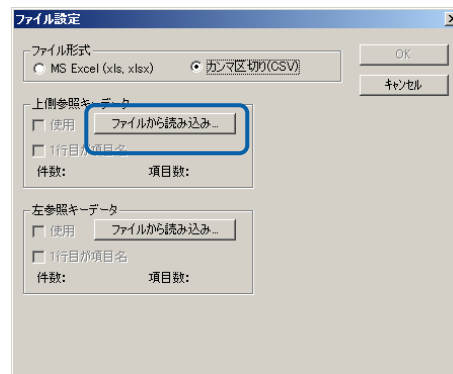 ファイル設定
ファイル形式
MS Excel (xls, xlsx) カンマ区切り(CSV)
OK
キャンセル
上側参照キーデータ
使用 ファイルから読み込み...
1行目が項目名
件数: 項目数:
左参照キーデータ
使用 ファイルから読み込み...
1行目が項目名
件数: 項目数: